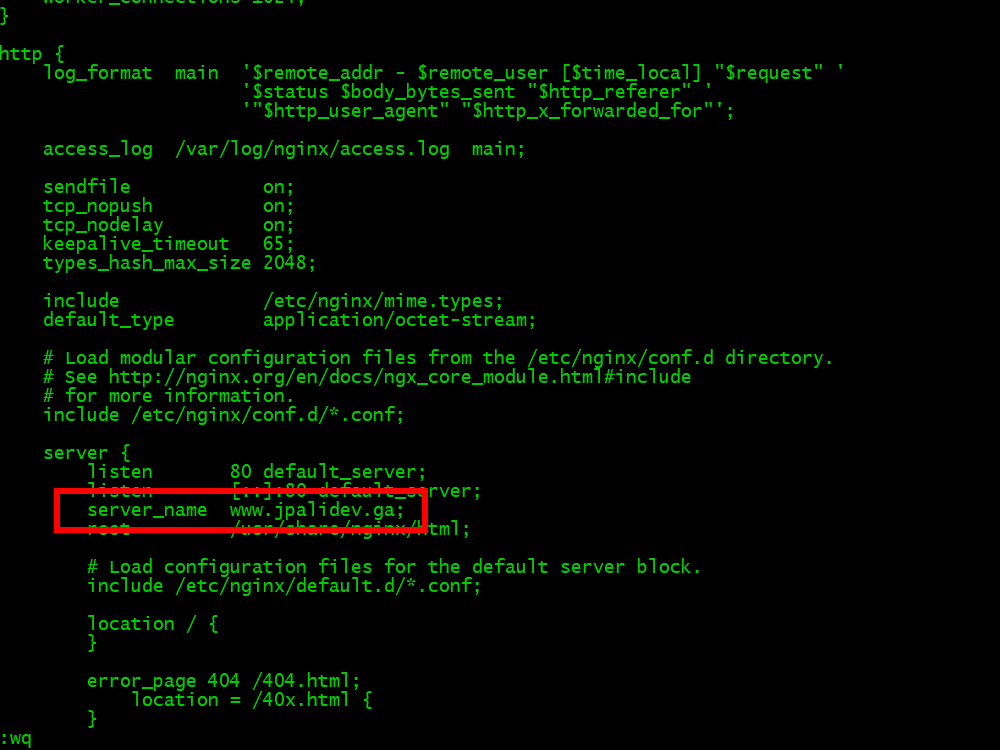 worker_connections 1024;
}
http {
    log_format  main  '$remote_addr - $remote_user [$time_local] "$request" '
                      '$status $body_bytes_sent "$http_referer" '
                      '"$http_user_agent" "$http_x_forwarded_for"';
    access_log  /var/log/nginx/access.log  main;
    sendfile            on;
    tcp_nopush          on;
    tcp_nodelay         on;
    keepalive_timeout   65;
    types_hash_max_size 2048;
    include             /etc/nginx/mime.types;
    default_type        application/octet-stream;
    # Load modular configuration files from the /etc/nginx/conf.d directory.
    # See http://nginx.org/en/docs/ngx_core_module.html#include
    # for more information.
    include /etc/nginx/conf.d/*.conf;
    server {
        listen       80 default_server;
        listen       [::]:80 default_server;
        server_name  www.jpalidev.ga;
        root         /usr/share/nginx/html;
        # Load configuration files for the default server block.
        include /etc/nginx/default.d/*.conf;
        location / {
        }
        error_page 404 /404.html;
            location = /40x.html {
        }
:wq